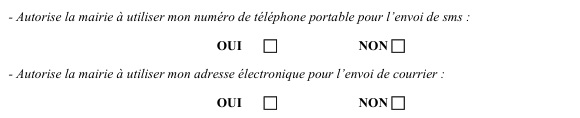 - Autorise la mairie à utiliser mon numéro de téléphone portable pour l'envoi de sms :
OUI ☐ NON ☐
- Autorise la mairie à utiliser mon adresse électronique pour l'envoi de courrier :
OUI ☐ NON ☐